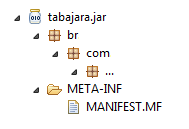 tabajara.jar
br
com
...
META-INF
MANIFEST.MF